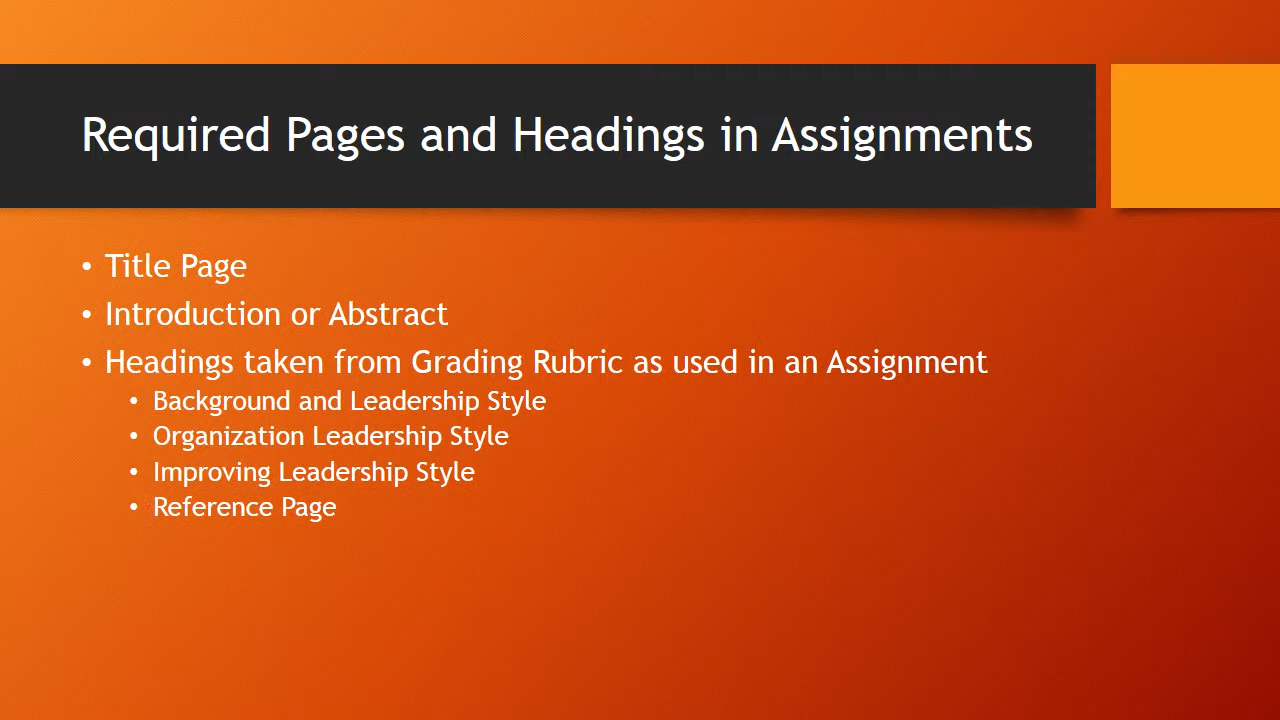 Required Pages and Headings in Assignments
• Title Page
• Introduction or Abstract
• Headings taken from Grading Rubric as used in an Assignment
• Background and Leadership Style
• Organization Leadership Style
• Improving Leadership Style
• Reference Page